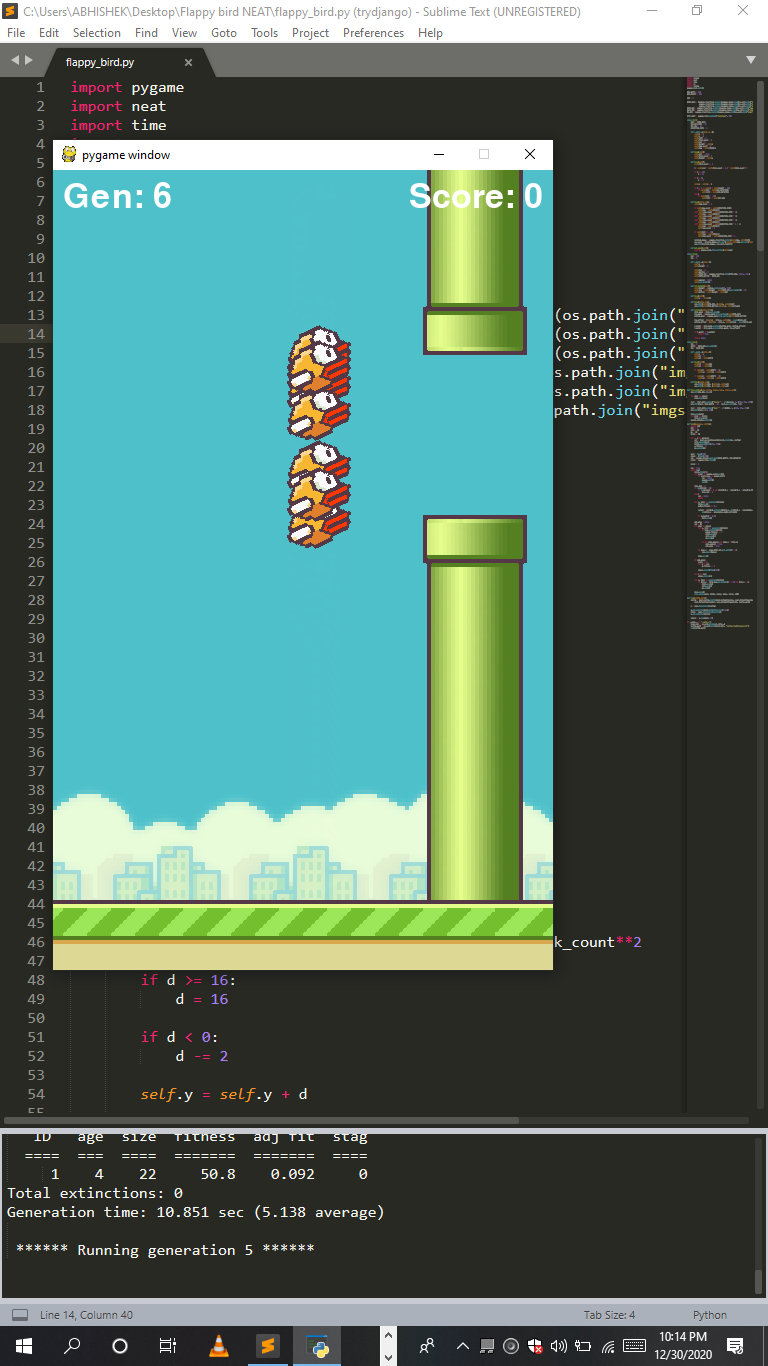 C:\Users\ABHISHEK\Desktop\Flappy bird NEAT\flappy_bird.py (trydjango) - Sublime Text (UNREGISTERED)
File Edit Selection Find View Goto Tools Project Preferences Help
flappy_bird.py
1 import pygame
2 import neat
3 import time
4
pygame window
5
6
Gen: 6 Score: 0
7
8
9
10
11
12
13 (os.path.join("
14 (os.path.join("
15 (os.path.join("
16 s.path.join("im
17 s.path.join("im
18 path.join("imgs
19
20
21
22
23
24
25
26
27
28
29
30
31
32
33
34
35
36
37
38
39
40
41
42
43
44
45
46 k_count**2
47
48 if d >= 16:
49 d = 16
50
51 if d < 0:
52 d -= 2
53
54 self.y = self.y + d
55
ID age size fitness adj fit stag
==== === ==== ======= ======= ====
1 4 22 50.8 0.092 0
Total extinctions: 0
Generation time: 10.851 sec (5.138 average)
****** Running generation 5 ******
Line 14, Column 40 Tab Size: 4 Python
10:14 PM
12/30/2020